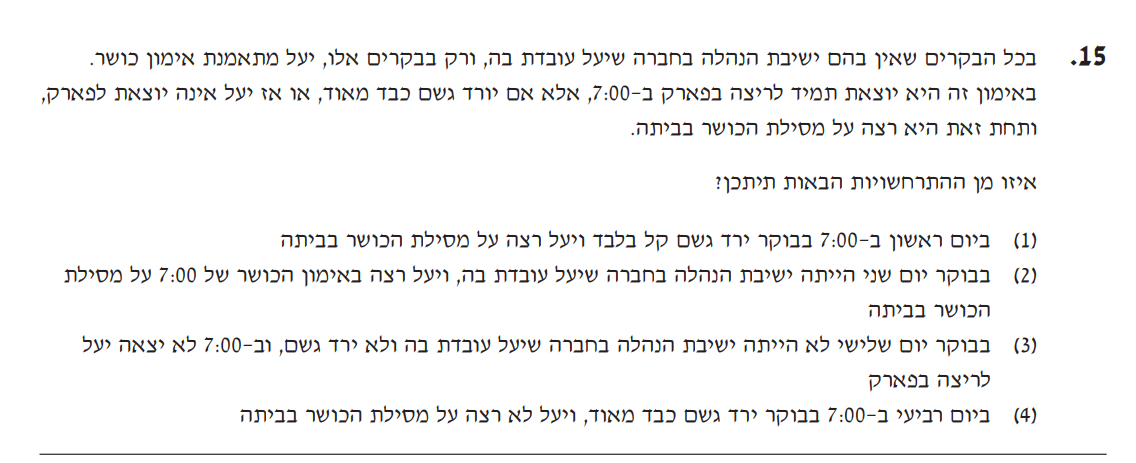 15. בכל הבקרים שאין בהם ישיבת הנהלה בחברה שיעל עובדת בה, ורק בבקרים אלו, יעל מתאמנת אימון כושר.
באימון זה היא יוצאת תמיד לריצה בפארק ב-7:00, אלא אם יורד גשם כבד מאוד, או אז יעל אינה יוצאת לפארק,
ותחת זאת היא רצה על מסילת הכושר בביתה.
איזו מן ההתרחשויות הבאות תיתכן?
(1) ביום ראשון ב-7:00 בבוקר ירד גשם קל בלבד ויעל רצה על מסילת הכושר בביתה
(2) בבוקר יום שני הייתה ישיבת הנהלה בחברה שיעל עובדת בה, ויעל רצה באימון הכושר של 7:00 על מסילת
הכושר בביתה
(3) בבוקר יום שלישי לא הייתה ישיבת הנהלה בחברה שיעל עובדת בה ולא ירד גשם, וב-7:00 לא יצאה יעל
לריצה בפארק
(4) ביום רביעי ב-7:00 בבוקר ירד גשם כבד מאוד, ויעל לא רצה על מסילת הכושר בביתה